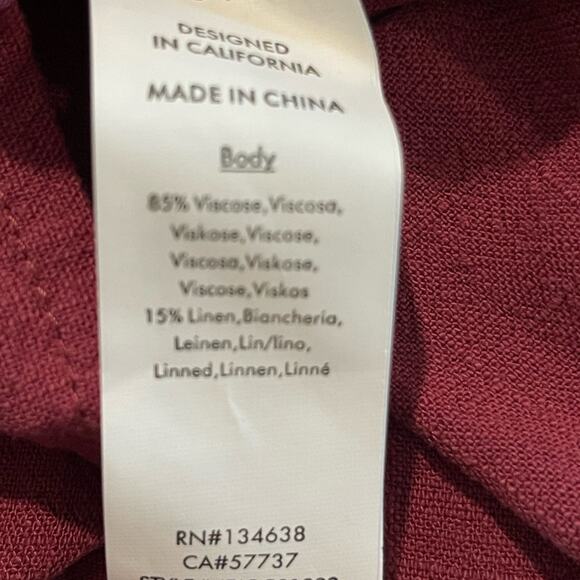 DESIGNED
IN CALIFORNIA
MADE IN CHINA
Body
85% Viscose,Viscosa,
Viskose,Viscose,
Viscosa,Viskose,
Viscose,Viskos
15% Linen,Biancheria,
Leinen,Lin/lino,
Linned,Linnen,Linné
RN#134638
CA#57737